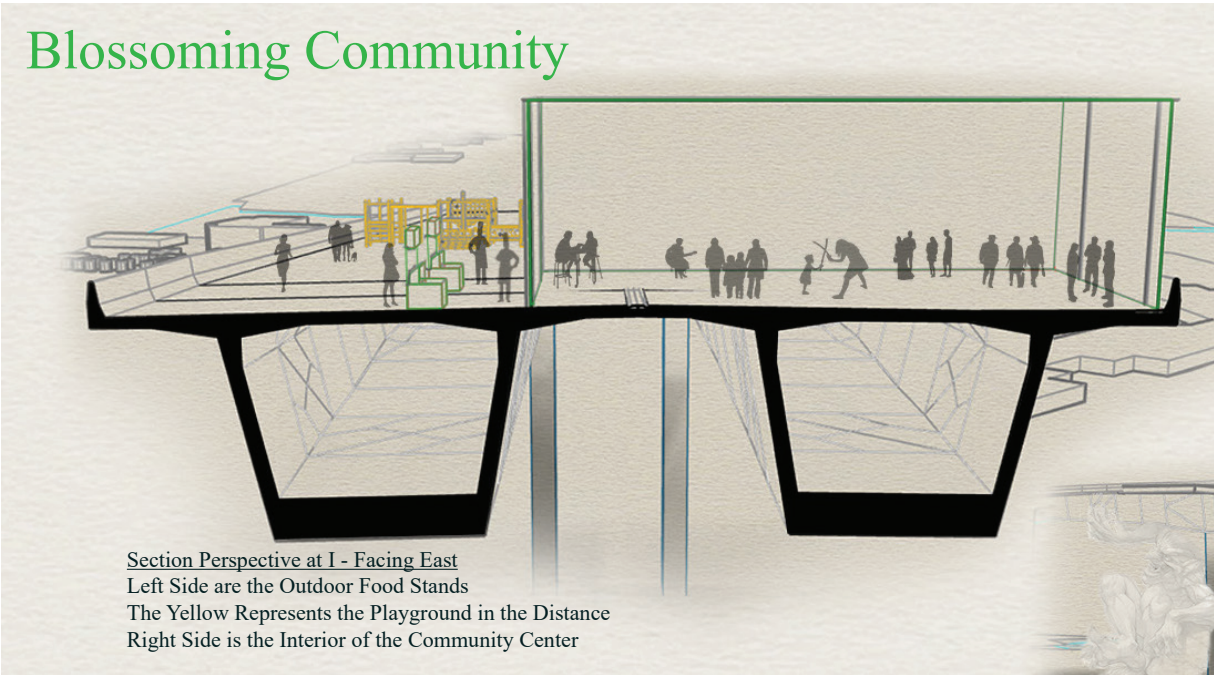 Blossoming Community
Section Perspective at I - Facing East
Left Side are the Outdoor Food Stands
The Yellow Represents the Playground in the Distance
Right Side is the Interior of the Community Center